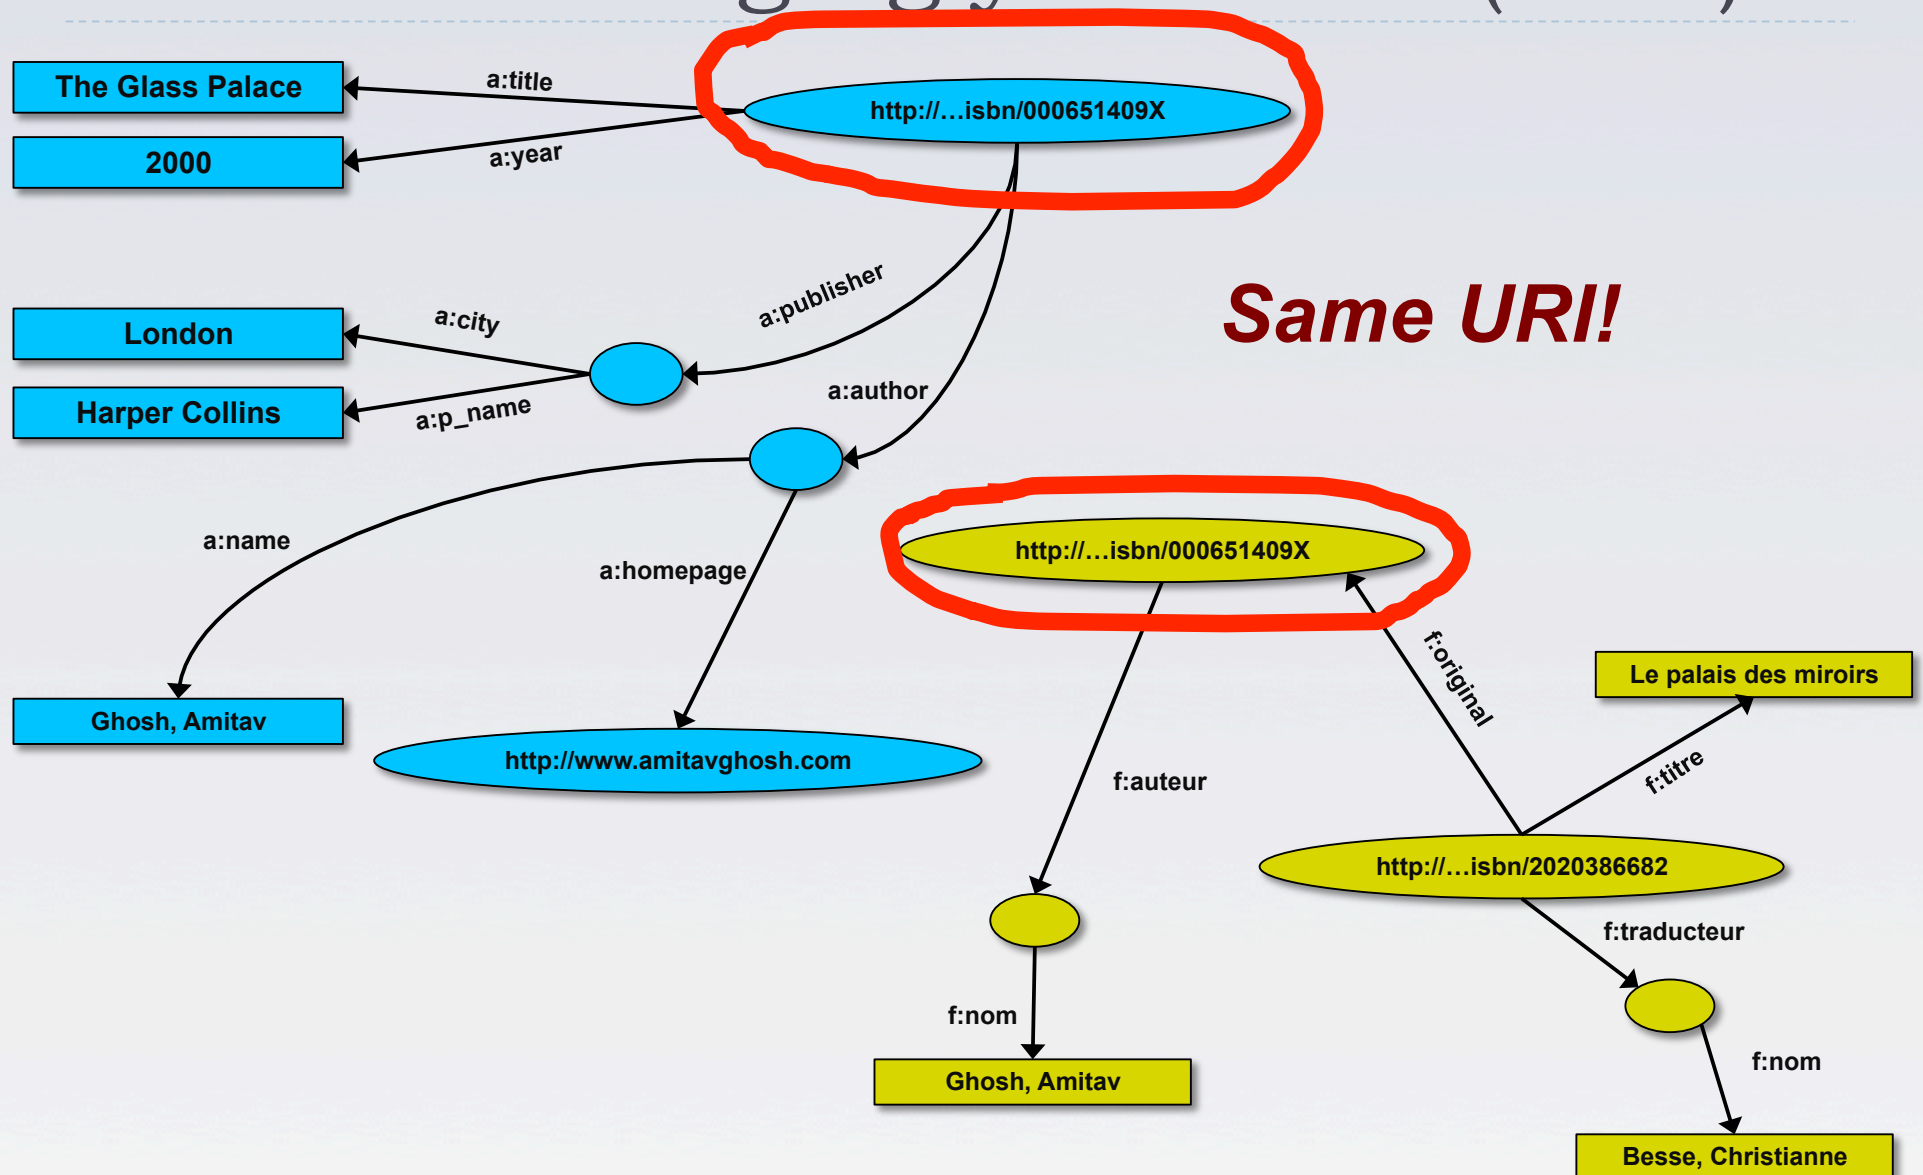 The Glass Palace
a:title
http://…isbn/000651409X
2000
a:year
a:publisher
Same URI!
London
a:city
Harper Collins
a:p_name
a:author
a:name
a:homepage
http://…isbn/000651409X
f:original
Le palais des miroirs
Ghosh, Amitav
http://www.amitavghosh.com
f:auteur
f:titre
http://…isbn/2020386682
f:traducteur
f:nom
f:nom
Ghosh, Amitav
Besse, Christianne